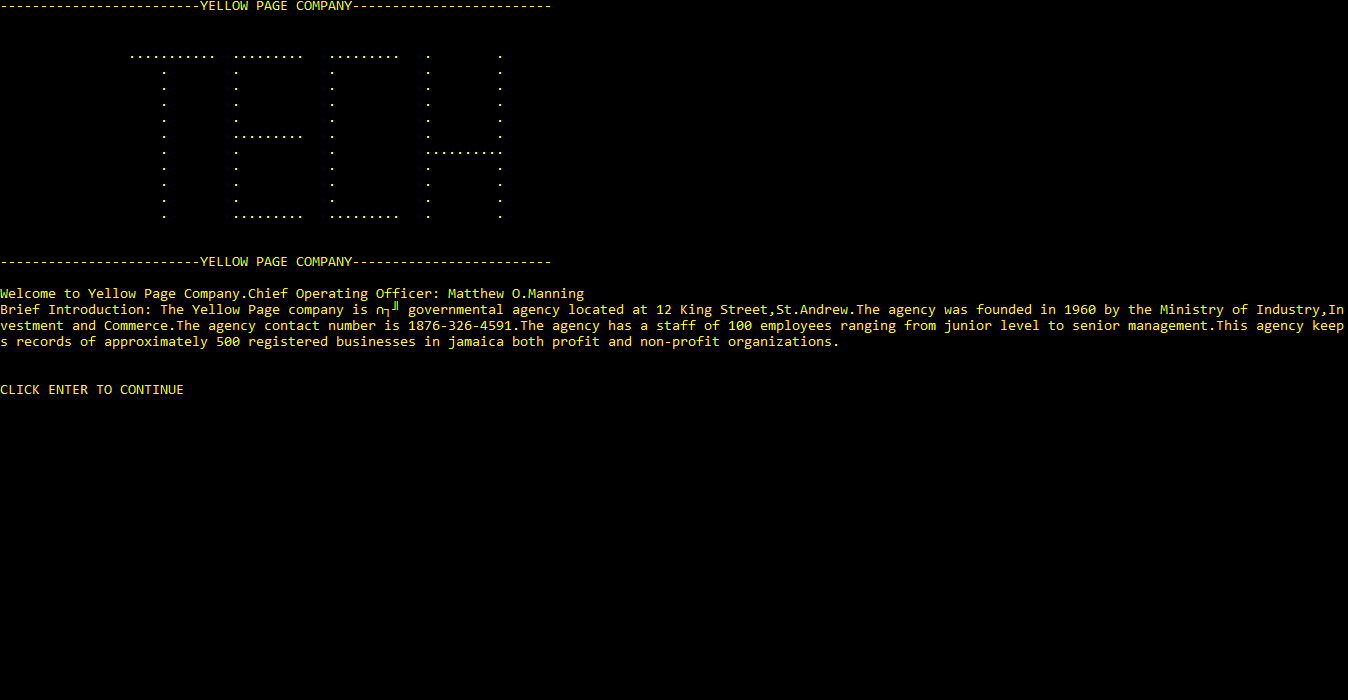 -------------------------YELLOW PAGE COMPANY-------------------------
TECH
-------------------------YELLOW PAGE COMPANY-------------------------
Welcome to Yellow Page Company.Chief Operating Officer: Matthew O.Manning
Brief Introduction: The Yellow Page company is ∩┐╝ governmental agency located at 12 King Street,St.Andrew.The agency was founded in 1960 by the Ministry of Industry,In
vestment and Commerce.The agency contact number is 1876-326-4591.The agency has a staff of 100 employees ranging from junior level to senior management.This agency keep
s records of approximately 500 registered businesses in jamaica both profit and non-profit organizations.
CLICK ENTER TO CONTINUE